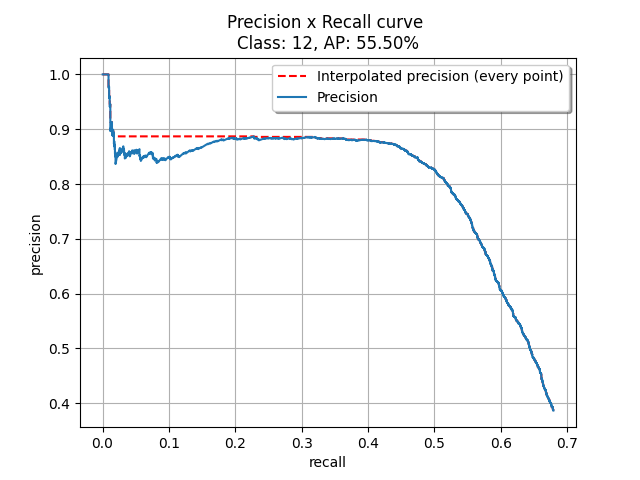 Precision x Recall curve
Class: 12, AP: 55.50%
Interpolated precision (every point)
Precision
1.0
0.9
0.8
0.7
0.6
0.5
0.4
precision
0.0 0.1 0.2 0.3 0.4 0.5 0.6 0.7
recall